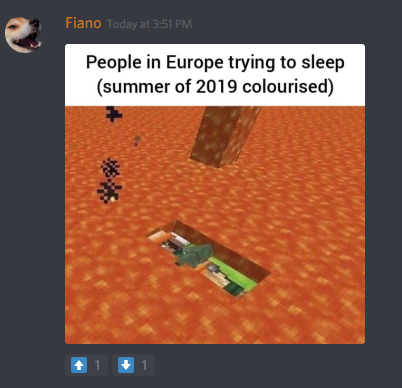 Fiano Today at 3:51 PM
People in Europe trying to sleep
(summer of 2019 colourised)
1 1